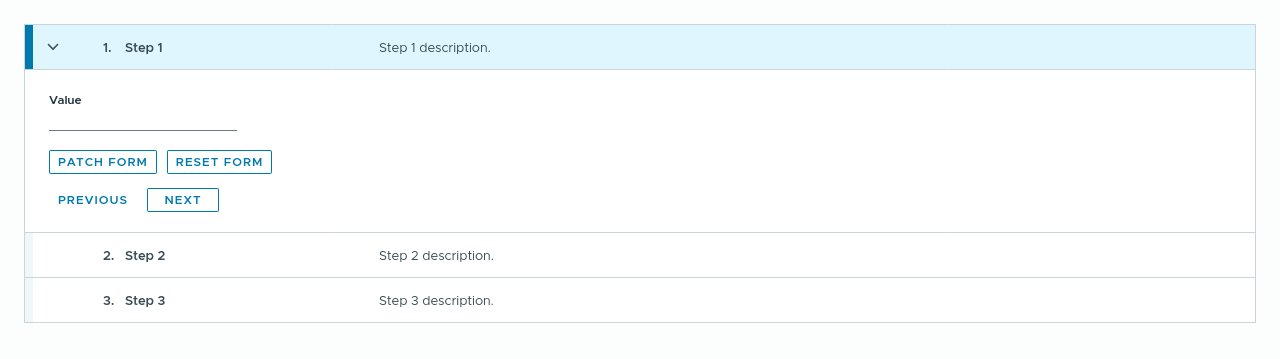 1. Step 1 Step 1 description.
Value
PATCH FORM RESET FORM
PREVIOUS NEXT
2. Step 2 Step 2 description.
3. Step 3 Step 3 description.